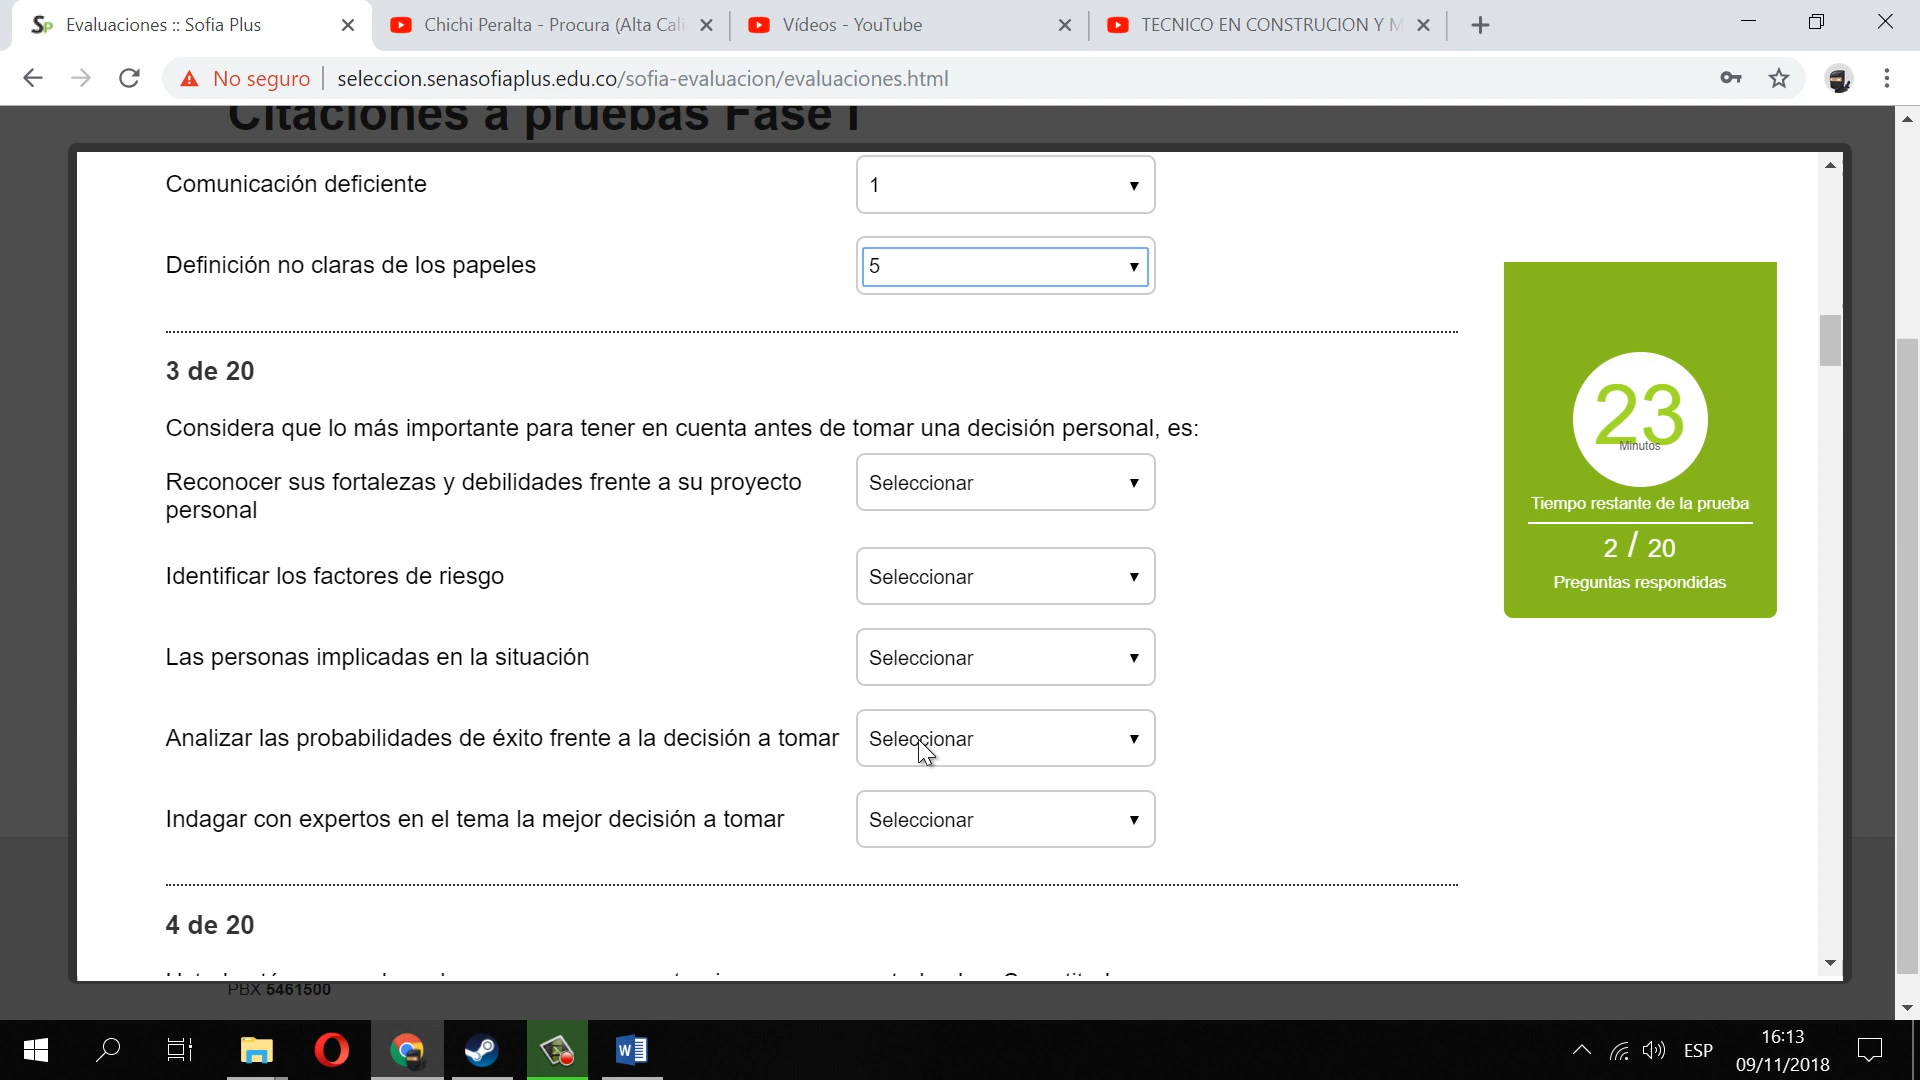 Evaluaciones :: Sofia Plus
Chichi Peralta - Procura (Alta Cali
Vídeos - YouTube
TECNICO EN CONSTRUCION Y M
No seguro
seleccion.senasofiaplus.edu.co/sofia-evaluacion/evaluaciones.html
Citaciones a pruebas Fase I
Comunicación deficiente
1
Definición no claras de los papeles
5
3 de 20
Considera que lo más importante para tener en cuenta antes de tomar una decisión personal, es:
Reconocer sus fortalezas y debilidades frente a su proyecto
personal
Seleccionar
Identificar los factores de riesgo
Seleccionar
Las personas implicadas en la situación
Seleccionar
Analizar las probabilidades de éxito frente a la decisión a tomar
Seleccionar
Indagar con expertos en el tema la mejor decisión a tomar
Seleccionar
4 de 20
23
Minutos
Tiempo restante de la prueba
2 / 20
Preguntas respondidas
PBX 5461500
ESP
16:13
09/11/2018